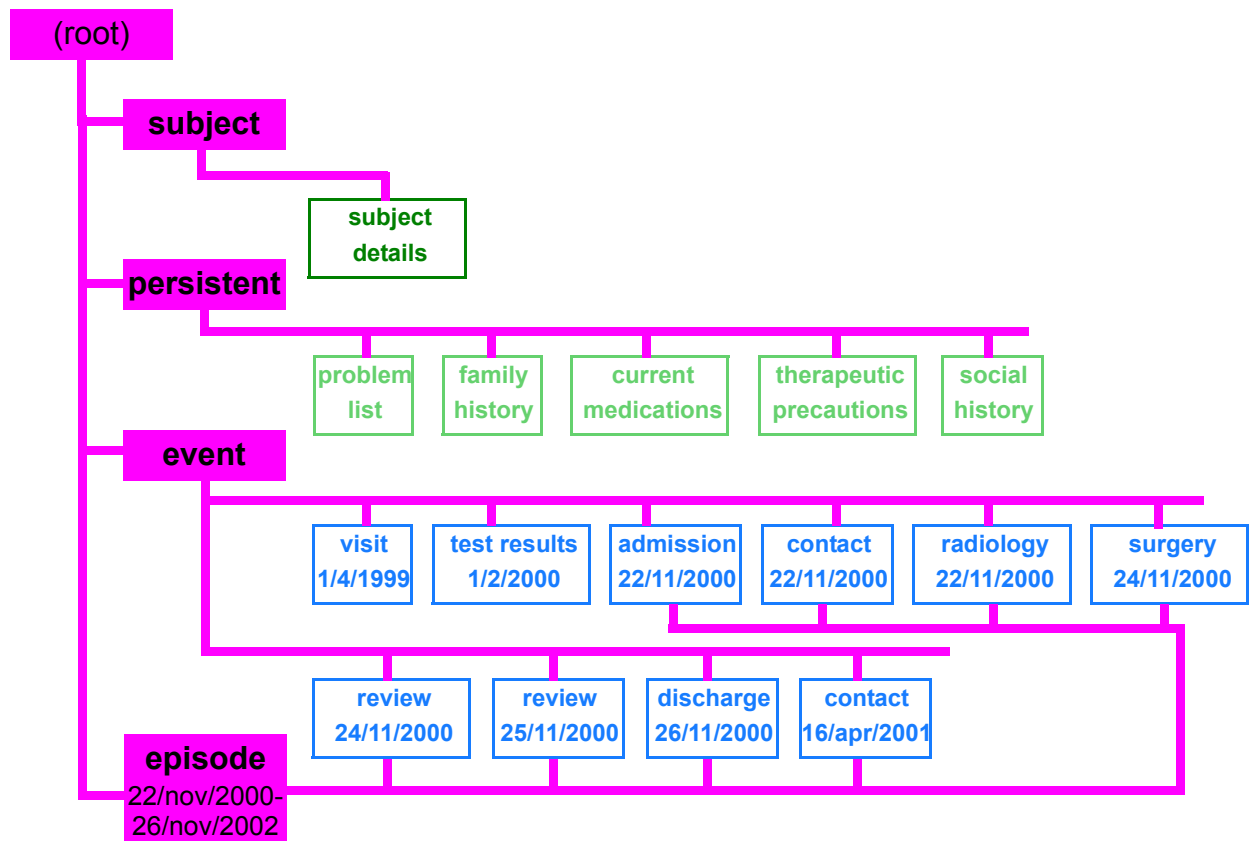 (root)
subject
subject
details
persistent
problem
list
family
history
current
medications
therapeutic
precautions
social
history
event
visit
1/4/1999
test results
1/2/2000
admission
22/11/2000
contact
22/11/2000
radiology
22/11/2000
surgery
24/11/2000
review
24/11/2000
review
25/11/2000
discharge
26/11/2000
contact
16/apr/2001
episode
22/nov/2000-
26/nov/2002